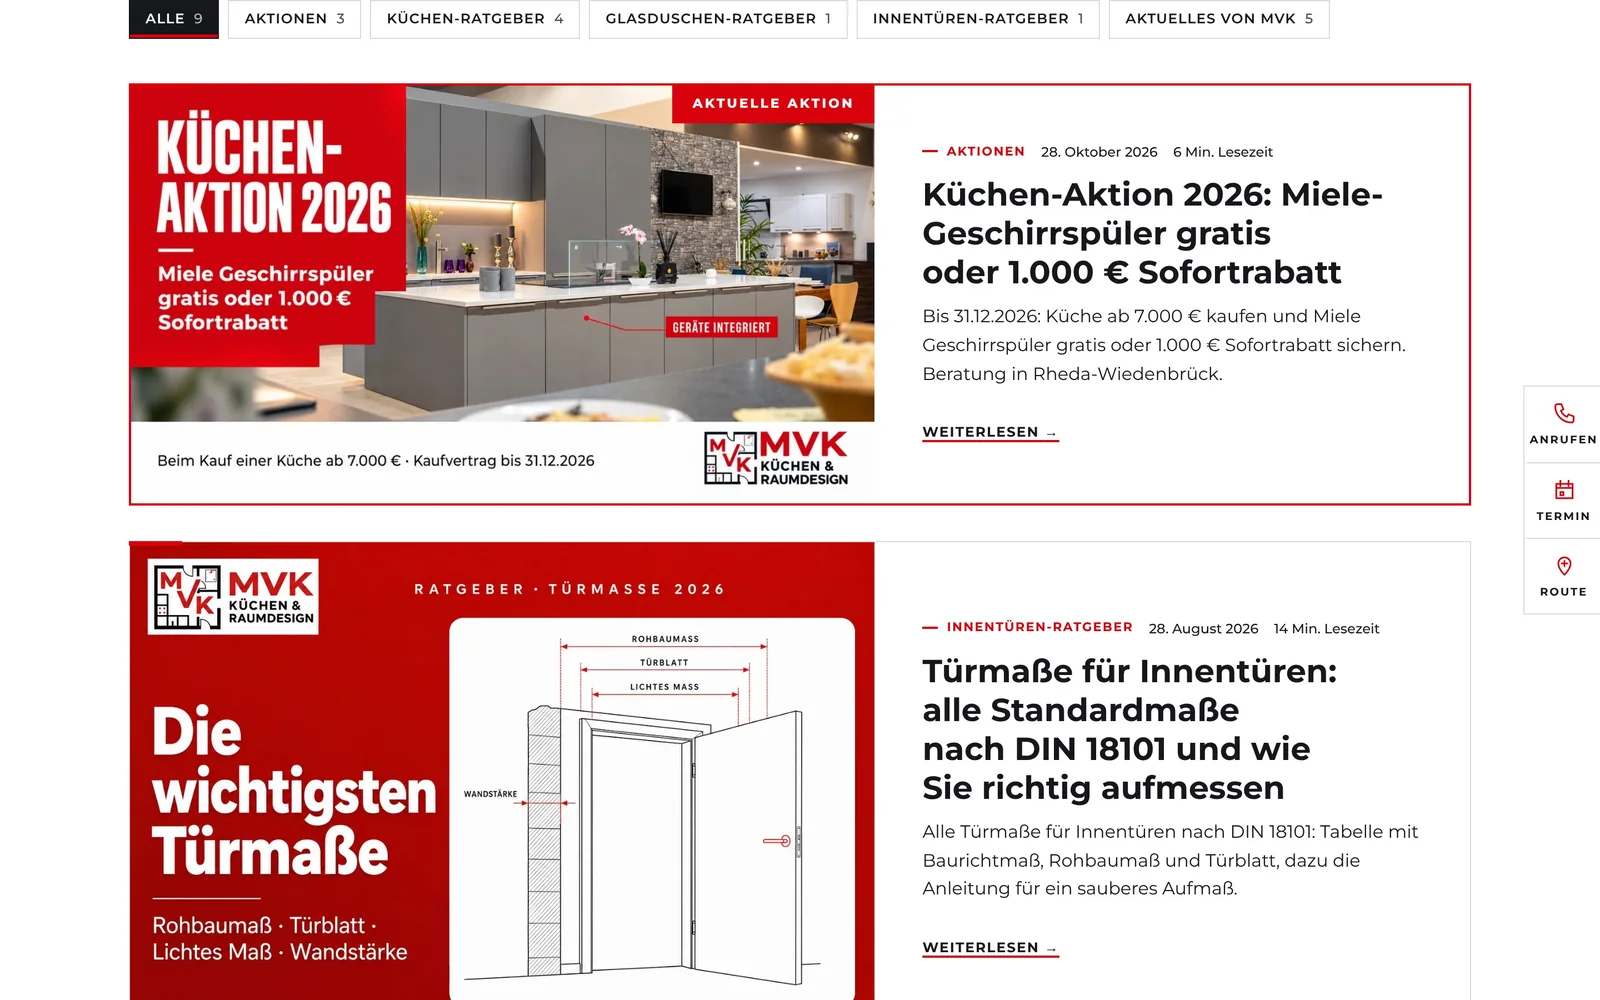 ALLE 9
AKTIONEN 3
KÜCHEN-RATGEBER 4
GLASDUSCHEN-RATGEBER 1
INNENTÜREN-RATGEBER 1
AKTUELLES VON MVK 5
KÜCHEN-
AKTION 2026
Miele Geschirrspüler
gratis oder 1.000 €
Sofortrabatt
AKTUELLE AKTION
GERÄTE INTEGRIERT
Beim Kauf einer Küche ab 7.000 € · Kaufvertrag bis 31.12.2026
MVK
MVK
KÜCHEN &
RAUMDESIGN
AKTIONEN 28. Oktober 2026 6 Min. Lesezeit
Küchen-Aktion 2026: Miele-
Geschirrspüler gratis
oder 1.000 € Sofortrabatt
Bis 31.12.2026: Küche ab 7.000 € kaufen und Miele
Geschirrspüler gratis oder 1.000 € Sofortrabatt sichern.
Beratung in Rheda-Wiedenbrück.
WEITERLESEN →
ANRUFEN
TERMIN
ROUTE
MVK
MVK
KÜCHEN &
RAUMDESIGN
RATGEBER · TÜRMASSE 2026
Die
wichtigsten
Türmaße
Rohbaumaß · Türblatt ·
Lichtes Maß · Wandstärke
ROHBAUMASS
TÜRBLATT
LICHTES MASS
WANDSTÄRKE
INNENTÜREN-RATGEBER 28. August 2026 14 Min. Lesezeit
Türmaße für Innentüren:
alle Standardmaße
nach DIN 18101 und wie
Sie richtig aufmessen
Alle Türmaße für Innentüren nach DIN 18101: Tabelle mit
Baurichtmaß, Rohbaumaß und Türblatt, dazu die
Anleitung für ein sauberes Aufmaß.
WEITERLESEN →